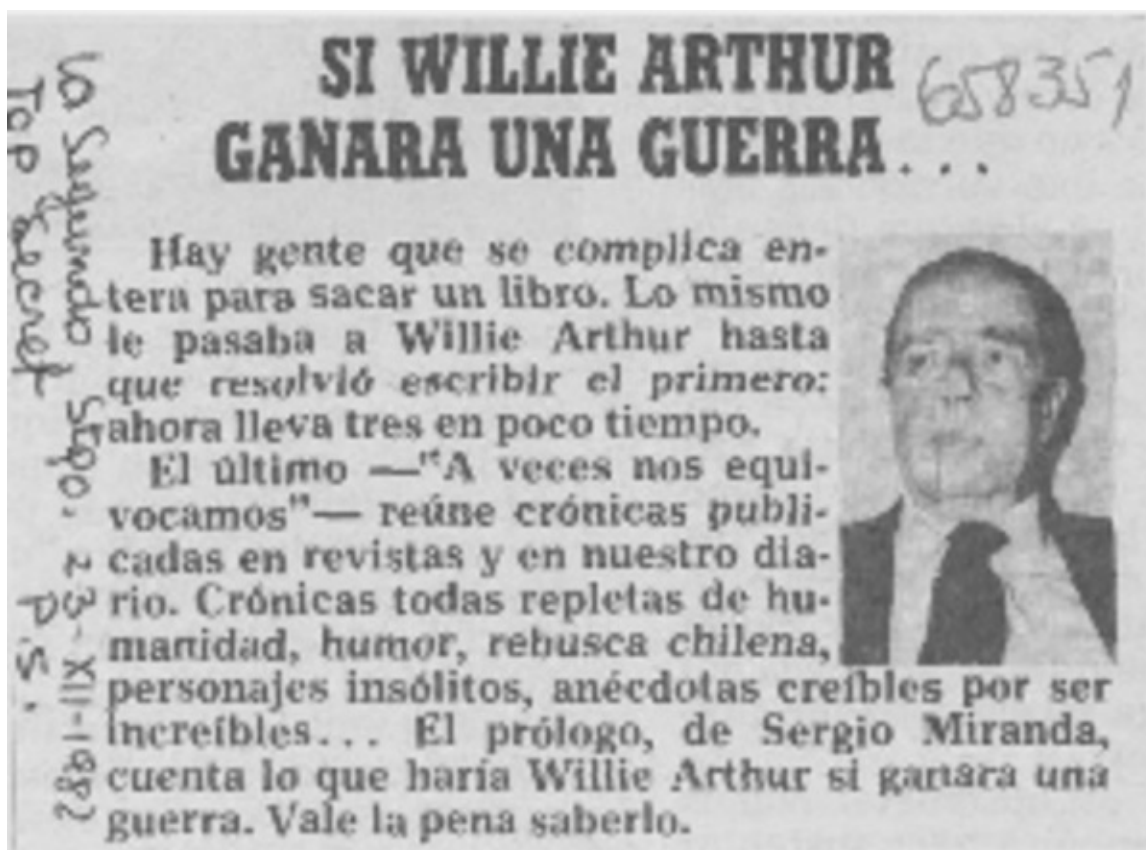 SI WILLIE ARTHUR
GANARA UNA GUERRA...
658351
Hay gente que se complica en-
tera para sacar un libro. Lo mismo
le pasaba a Willie Arthur hasta
que resolvió escribir el primero:
ahora lleva tres en poco tiempo.
El último —"A veces nos equi-
vocamos"— reúne crónicas publi-
cadas en revistas y en nuestro dia-
rio. Crónicas todas repletas de hu-
manidad, humor, rebusca chilena,
personajes insólitos, anécdotas creíbles por ser
increíbles... El prólogo, de Sergio Miranda,
cuenta lo que haría Willie Arthur si ganara una
guerra. Vale la pena saberlo.
La Segunda Stgo. 23-XII-1982
Top Secret P.S.